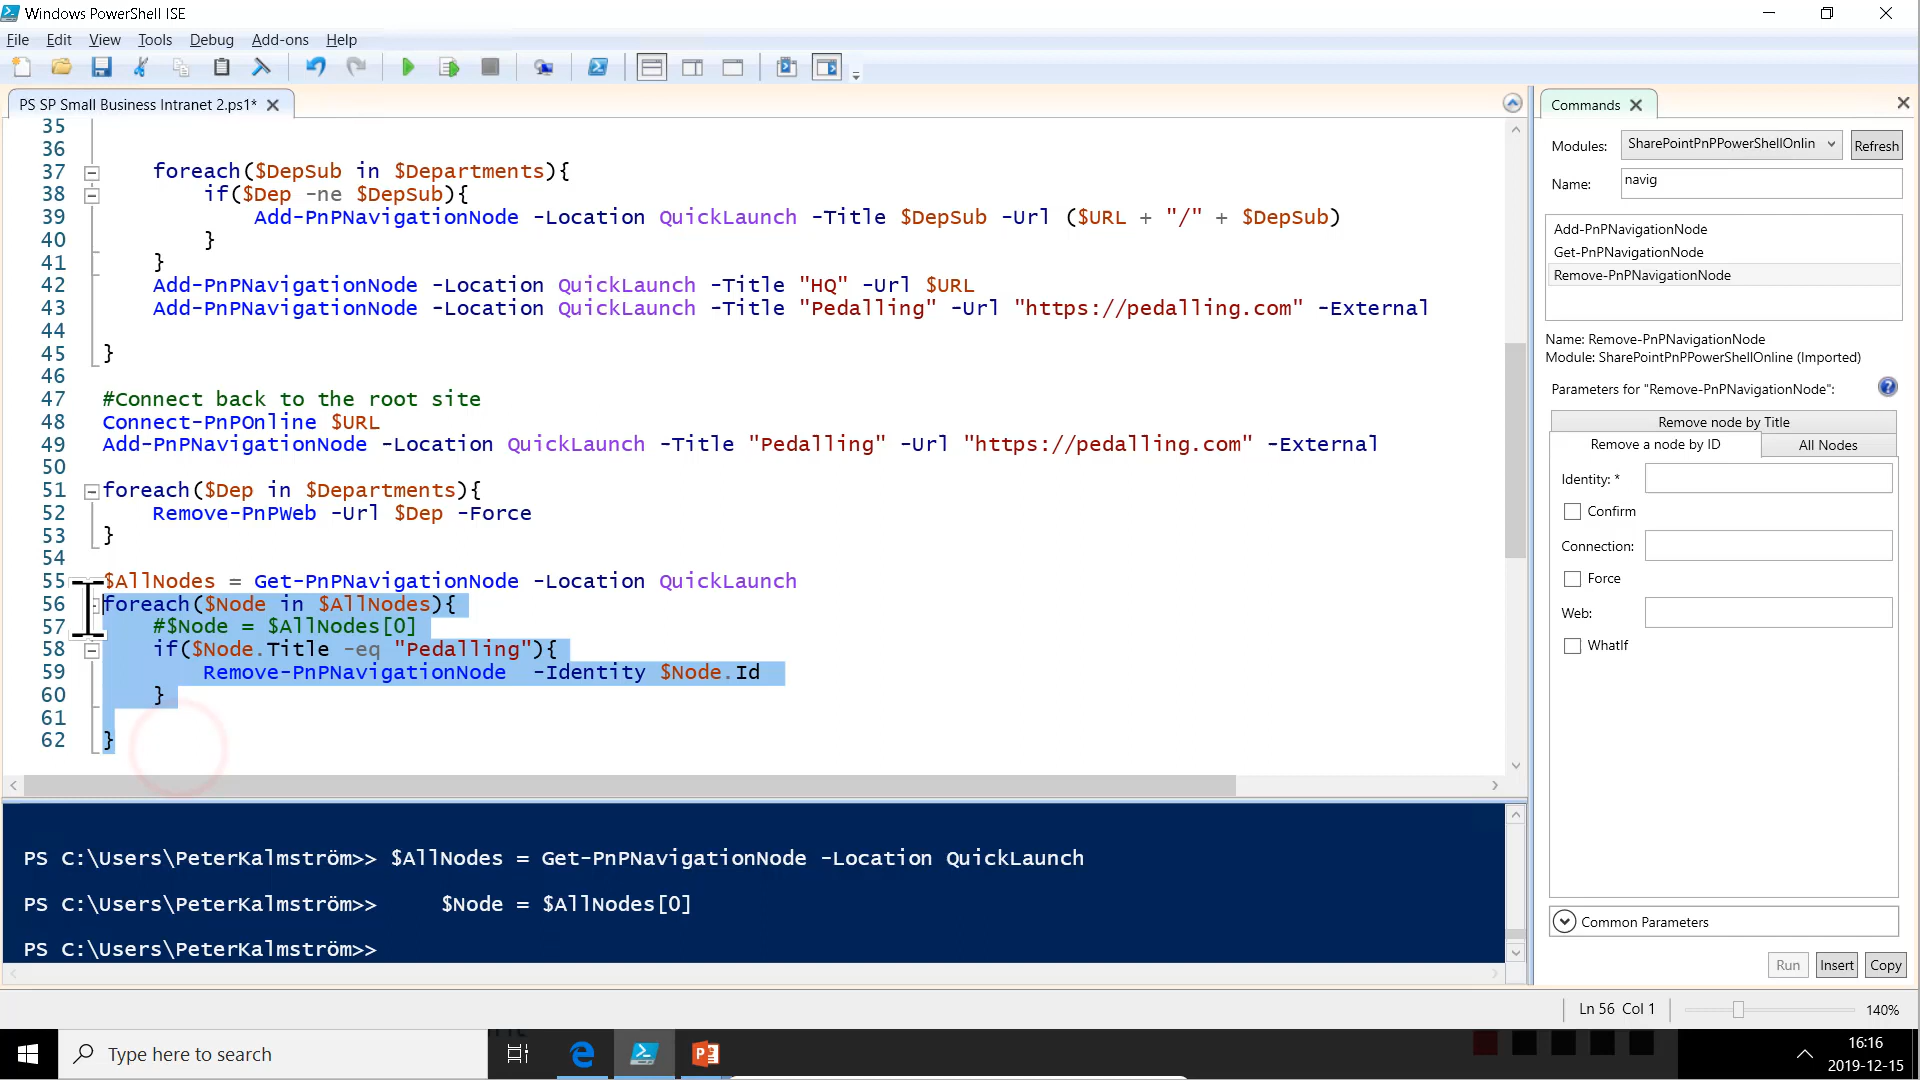 Windows PowerShell ISE
File Edit View Tools Debug Add-ons Help
PS SP Small Business Intranet 2.ps1*
35
36
37 foreach($DepSub in $Departments){
38 if($Dep -ne $DepSub){
39 Add-PnPNavigationNode -Location QuickLaunch -Title $DepSub -Url ($URL + "/" + $DepSub)
40 }
41 }
42 Add-PnPNavigationNode -Location QuickLaunch -Title "HQ" -Url $URL
43 Add-PnPNavigationNode -Location QuickLaunch -Title "Pedalling" -Url "https://pedalling.com" -External
44
45 }
46
47 #Connect back to the root site
48 Connect-PnPOnline $URL
49 Add-PnPNavigationNode -Location QuickLaunch -Title "Pedalling" -Url "https://pedalling.com" -External
50
51 foreach($Dep in $Departments){
52 Remove-PnPWeb -Url $Dep -Force
53 }
54
55 $AllNodes = Get-PnPNavigationNode -Location QuickLaunch
56 foreach($Node in $AllNodes){
57 #$Node = $AllNodes[0]
58 if($Node.Title -eq "Pedalling"){
59 Remove-PnPNavigationNode  -Identity $Node.Id
60 }
61
62 }
PS C:\Users\PeterKalmström>> $AllNodes = Get-PnPNavigationNode -Location QuickLaunch
PS C:\Users\PeterKalmström>>     $Node = $AllNodes[0]
PS C:\Users\PeterKalmström>>
Commands
Modules: SharePointPnPPowerShellOnlin Refresh
Name: navig
Add-PnPNavigationNode
Get-PnPNavigationNode
Remove-PnPNavigationNode
Name: Remove-PnPNavigationNode
Module: SharePointPnPPowerShellOnline (Imported)
Parameters for "Remove-PnPNavigationNode":
Remove node by Title
Remove a node by ID All Nodes
Identity: *
Confirm
Connection:
Force
Web:
WhatIf
Common Parameters
Run Insert Copy
Ln 56 Col 1 140%
Type here to search
16:16
2019-12-15